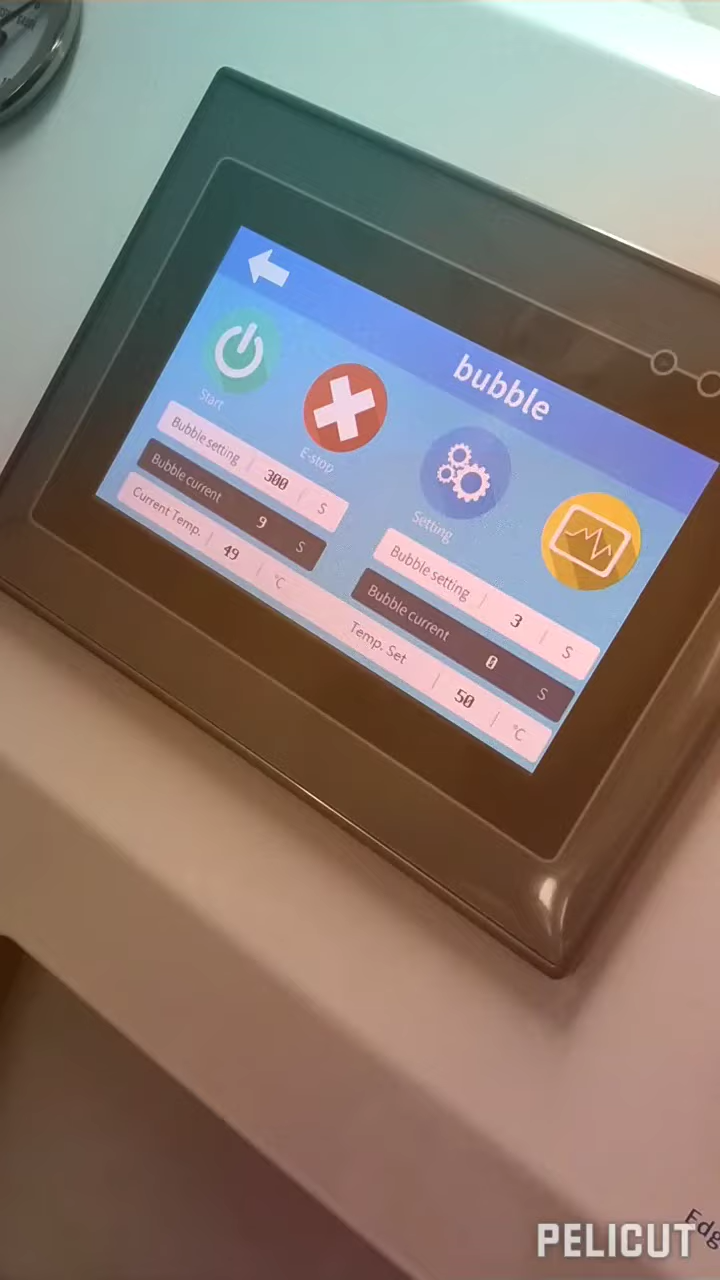 bubble
Start
E-stop
Setting
Bubble setting 300 S
Bubble current 9 S
Current Temp. 49 °C
Bubble setting 3 S
Bubble current 0 S
Temp. Set 50 °C
Edg
PELICUT